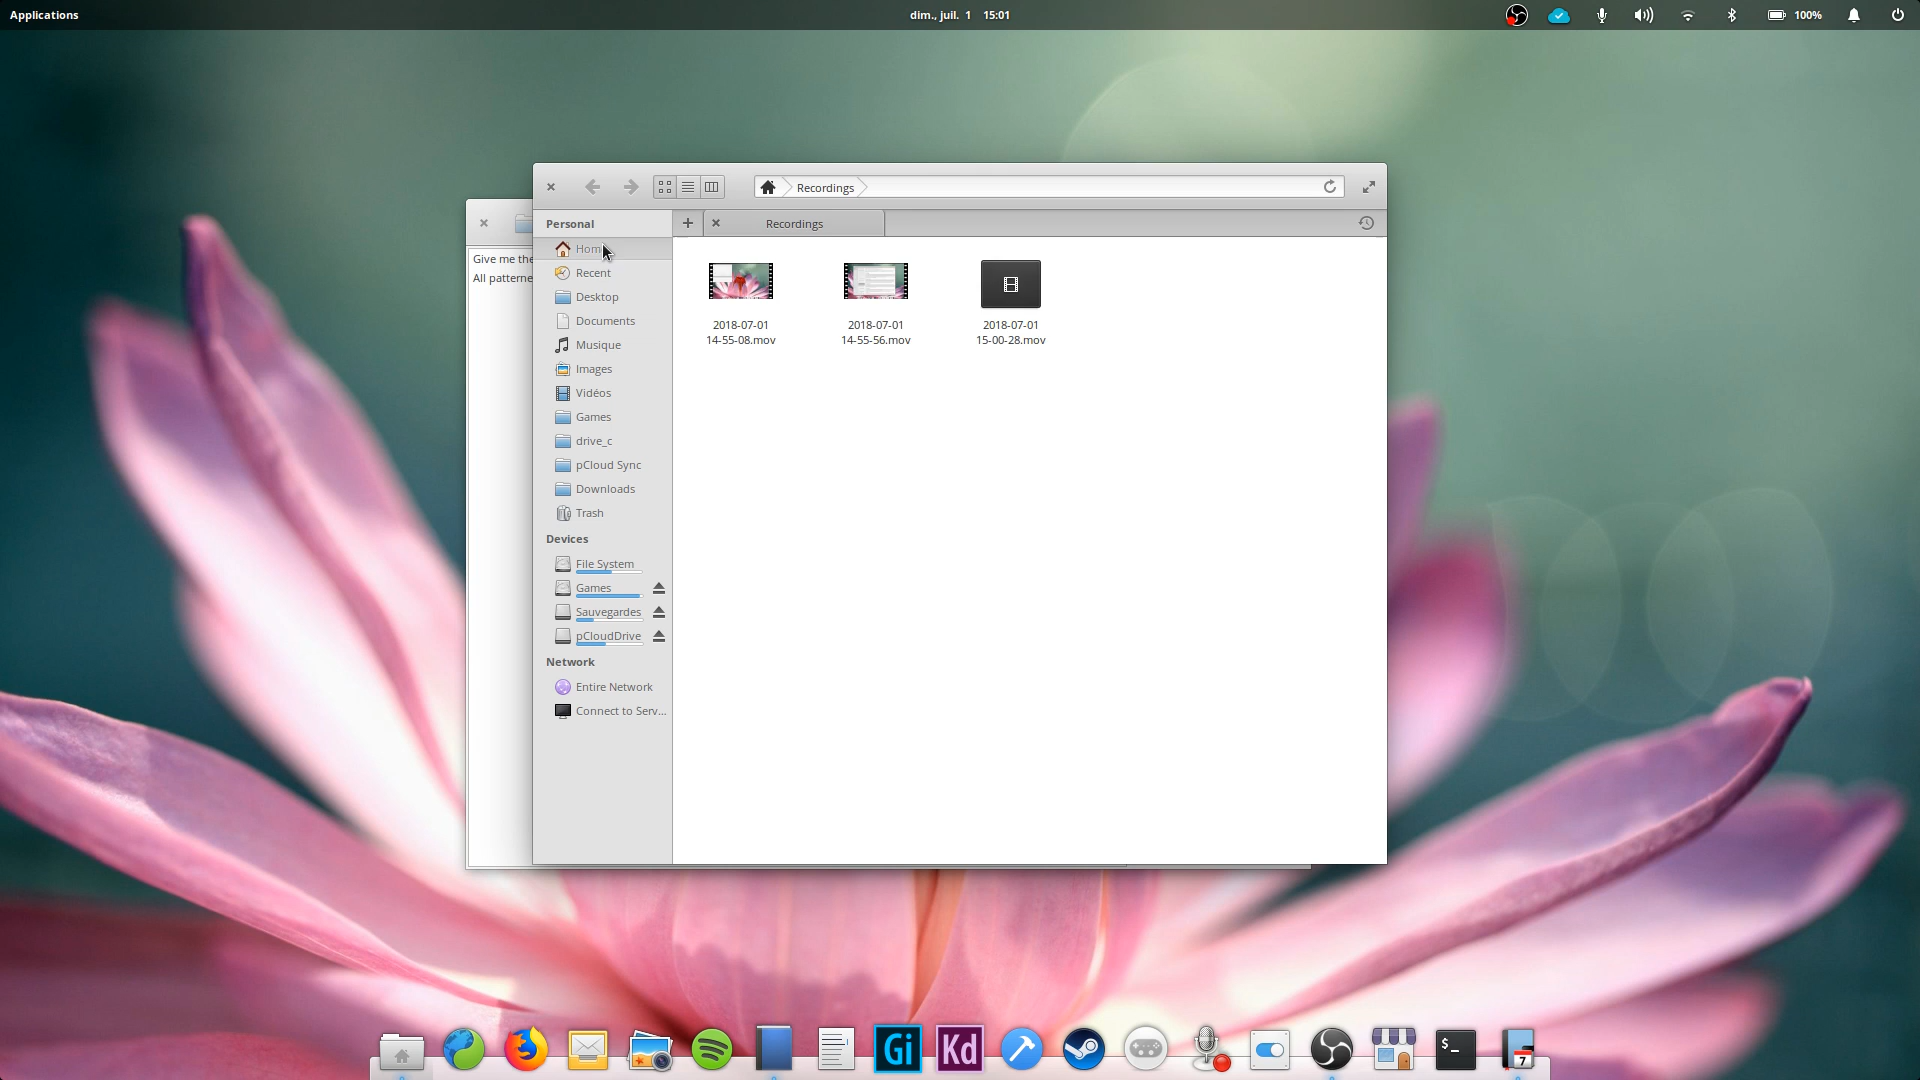 Applications
dim., juil. 1 15:01
100%
Recordings
Personal
Recordings
Give me the
All patterne
Home
Recent
Desktop
Documents
Musique
Images
Vidéos
Games
drive_c
pCloud Sync
Downloads
Trash
Devices
File System
Games
Sauvegardes
pCloudDrive
Network
Entire Network
Connect to Serv...
2018-07-01
14-55-08.mov
2018-07-01
14-55-56.mov
2018-07-01
15-00-28.mov
Gi
Kd
$_
7